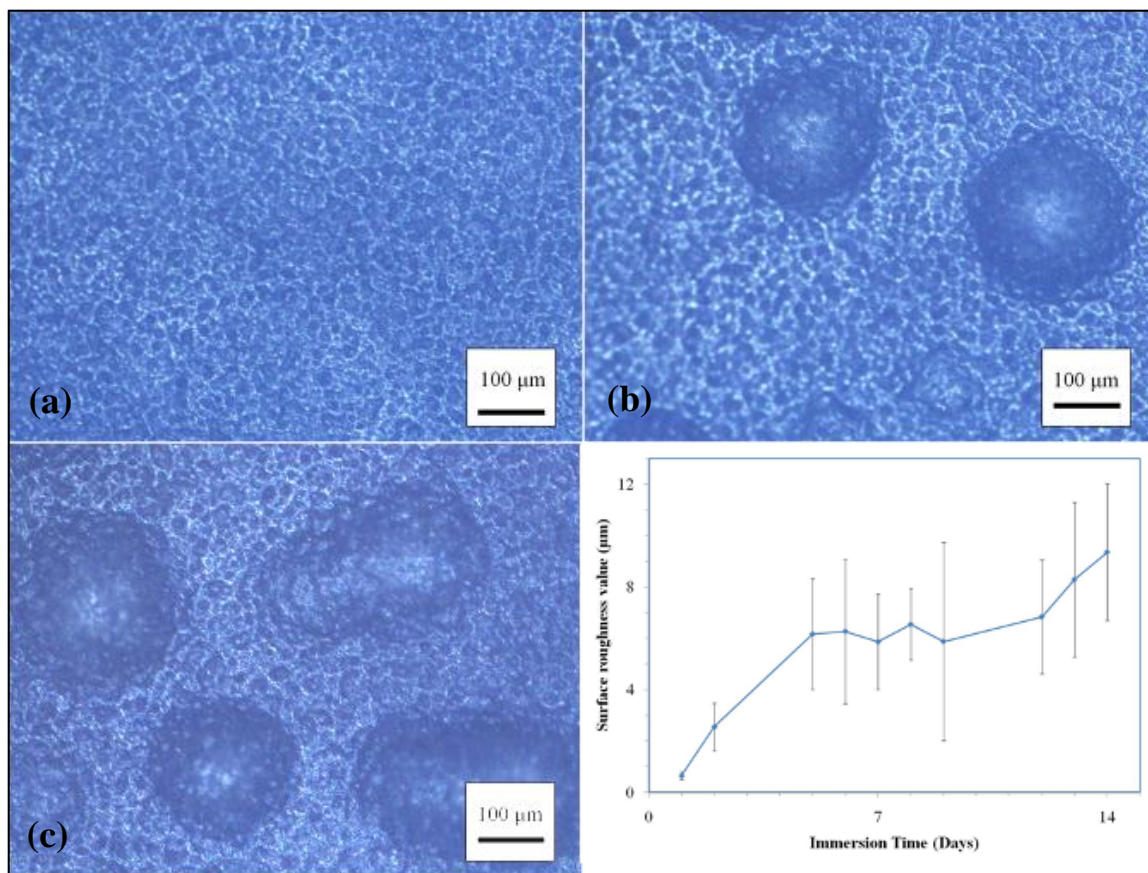 (a)
100 μm
(b)
100 μm
(c)
100 μm
Surface roughness value (μm)
12
8
4
0
0
7
14
Immersion Time (Days)